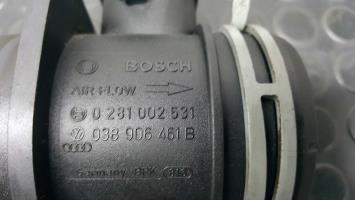 BOSCH
AIR FLOW
0 281 002 531
038 906 461 B
Germany